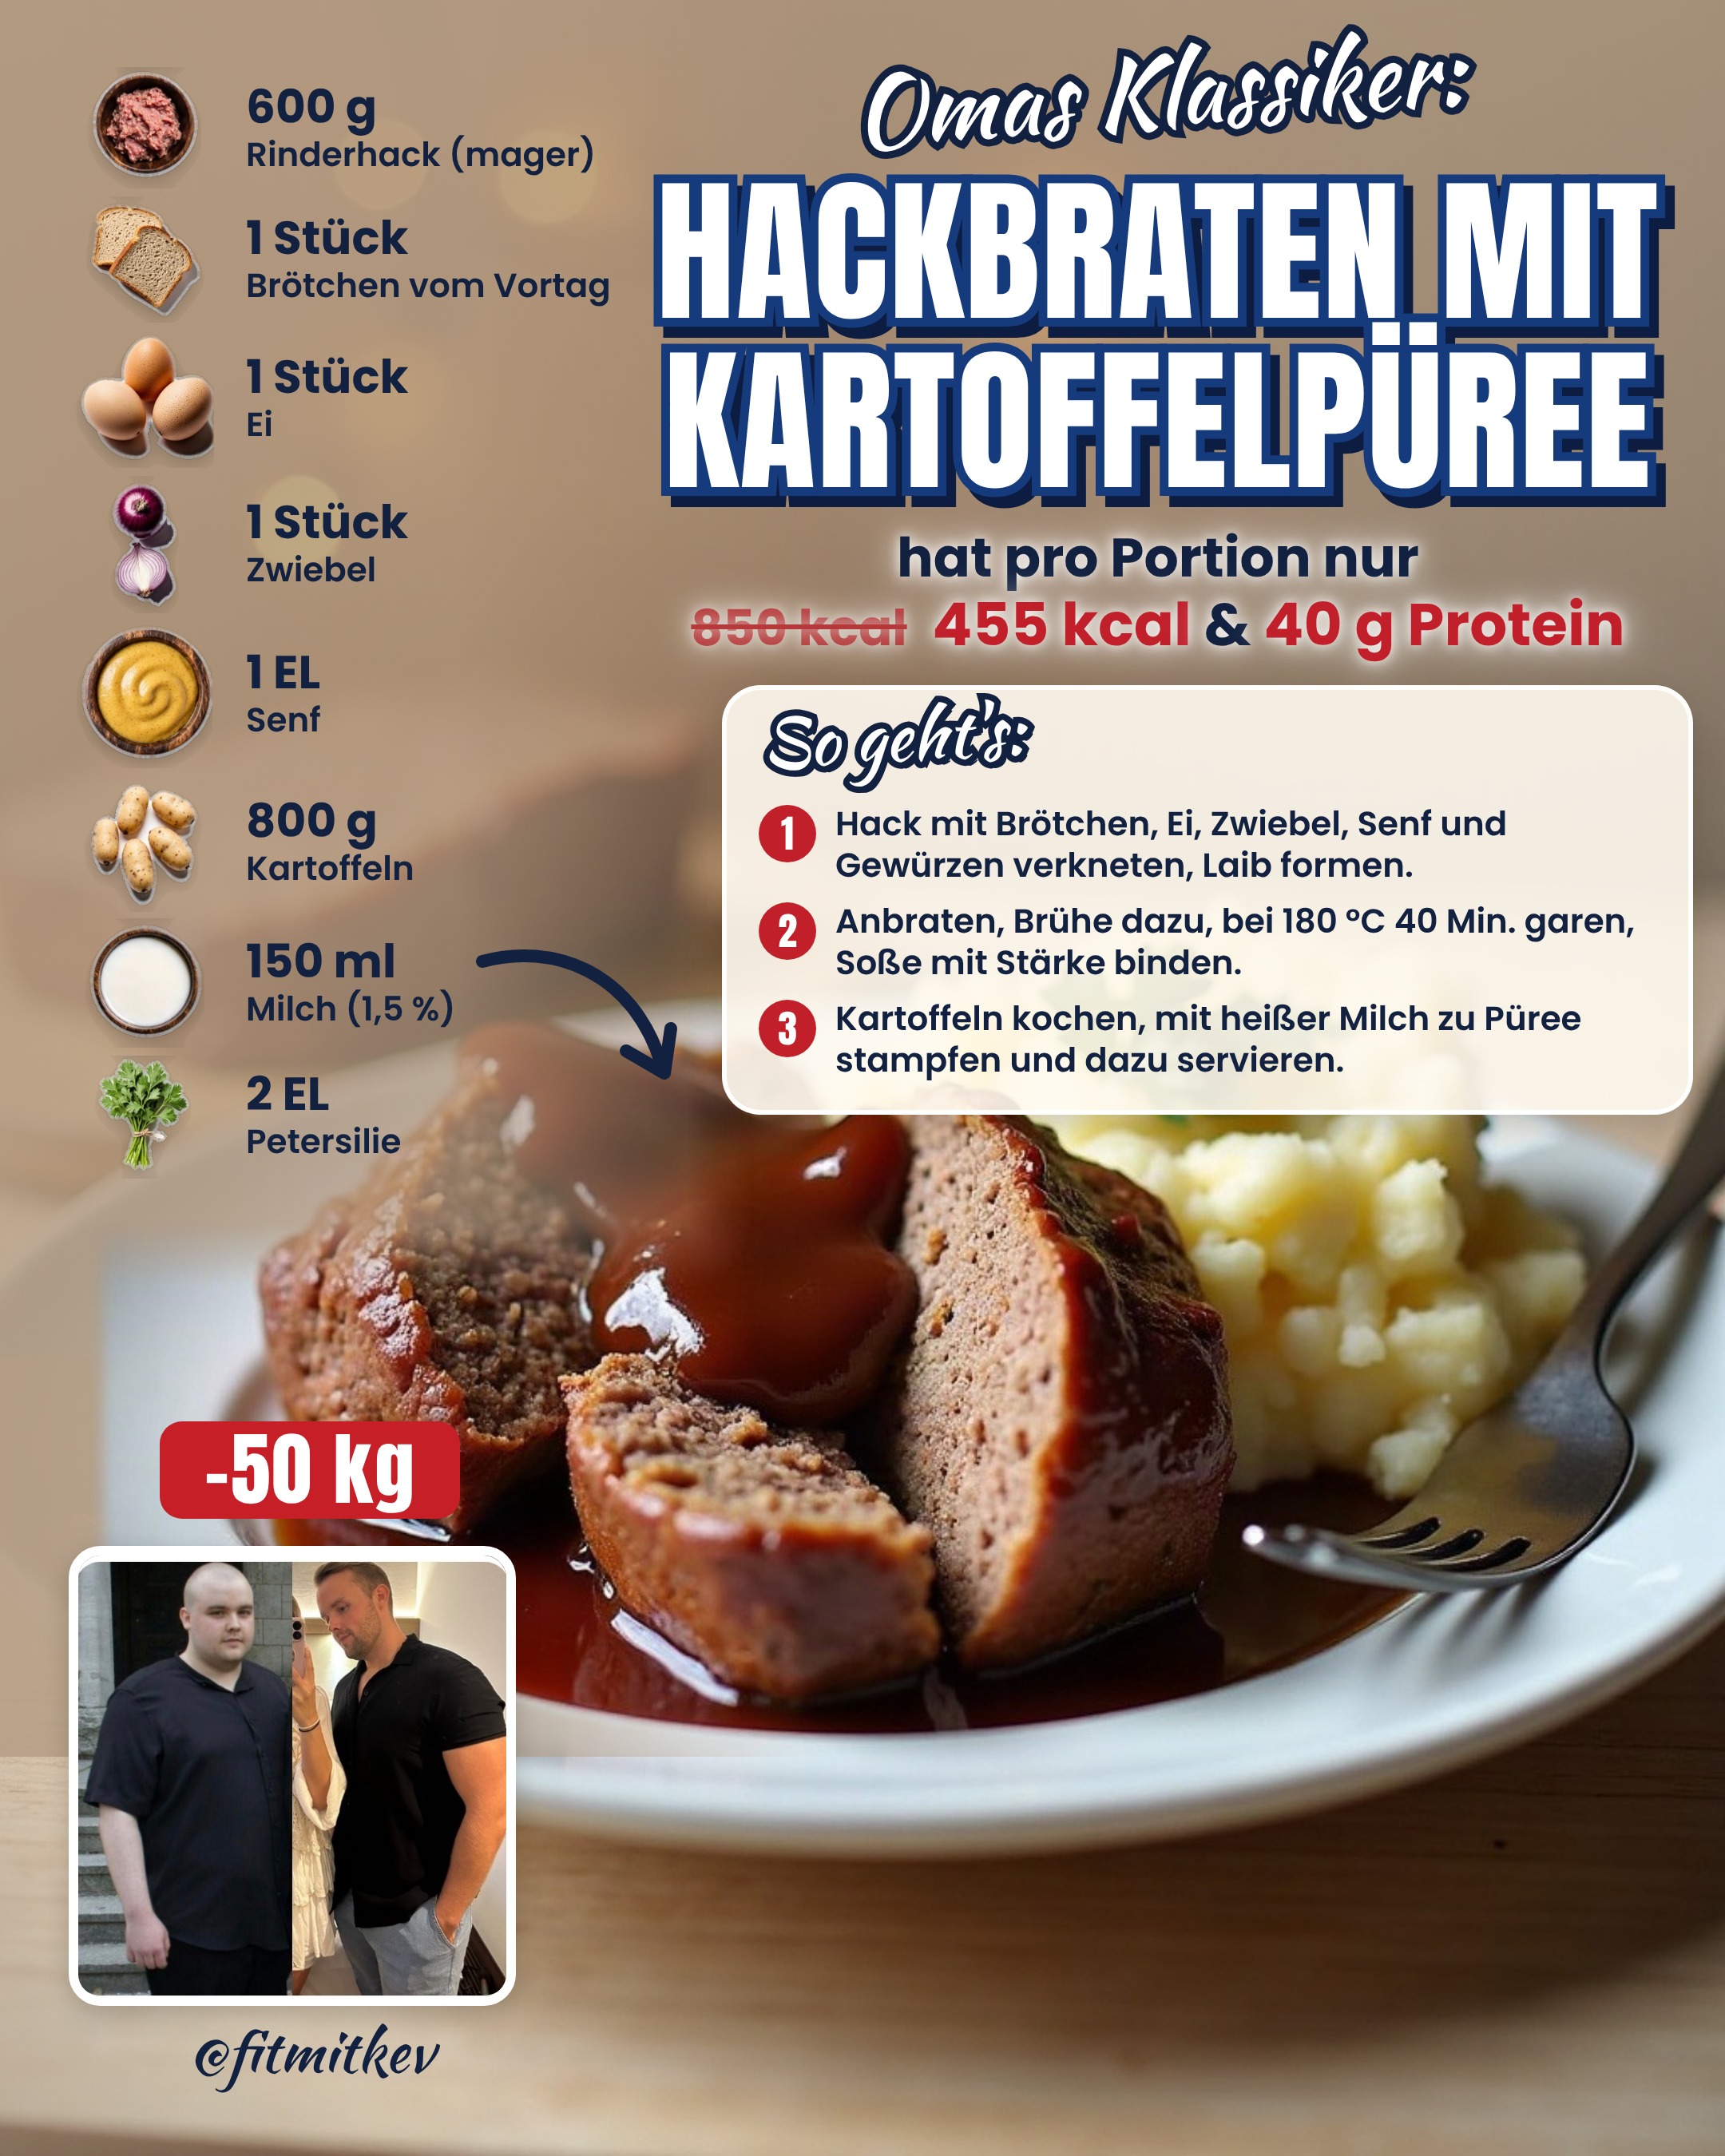 Omas Klassiker:
HACKBRATEN MIT
KARTOFFELPÜREE
hat pro Portion nur
850 kcal 455 kcal & 40 g Protein
600 g
Rinderhack (mager)
1 Stück
Brötchen vom Vortag
1 Stück
Ei
1 Stück
Zwiebel
1 EL
Senf
800 g
Kartoffeln
150 ml
Milch (1,5 %)
2 EL
Petersilie
So geht's:
1 Hack mit Brötchen, Ei, Zwiebel, Senf und
Gewürzen verkneten, Laib formen.
2 Anbraten, Brühe dazu, bei 180 °C 40 Min. garen,
Soße mit Stärke binden.
3 Kartoffeln kochen, mit heißer Milch zu Püree
stampfen und dazu servieren.
-50 kg
@fitmitkev